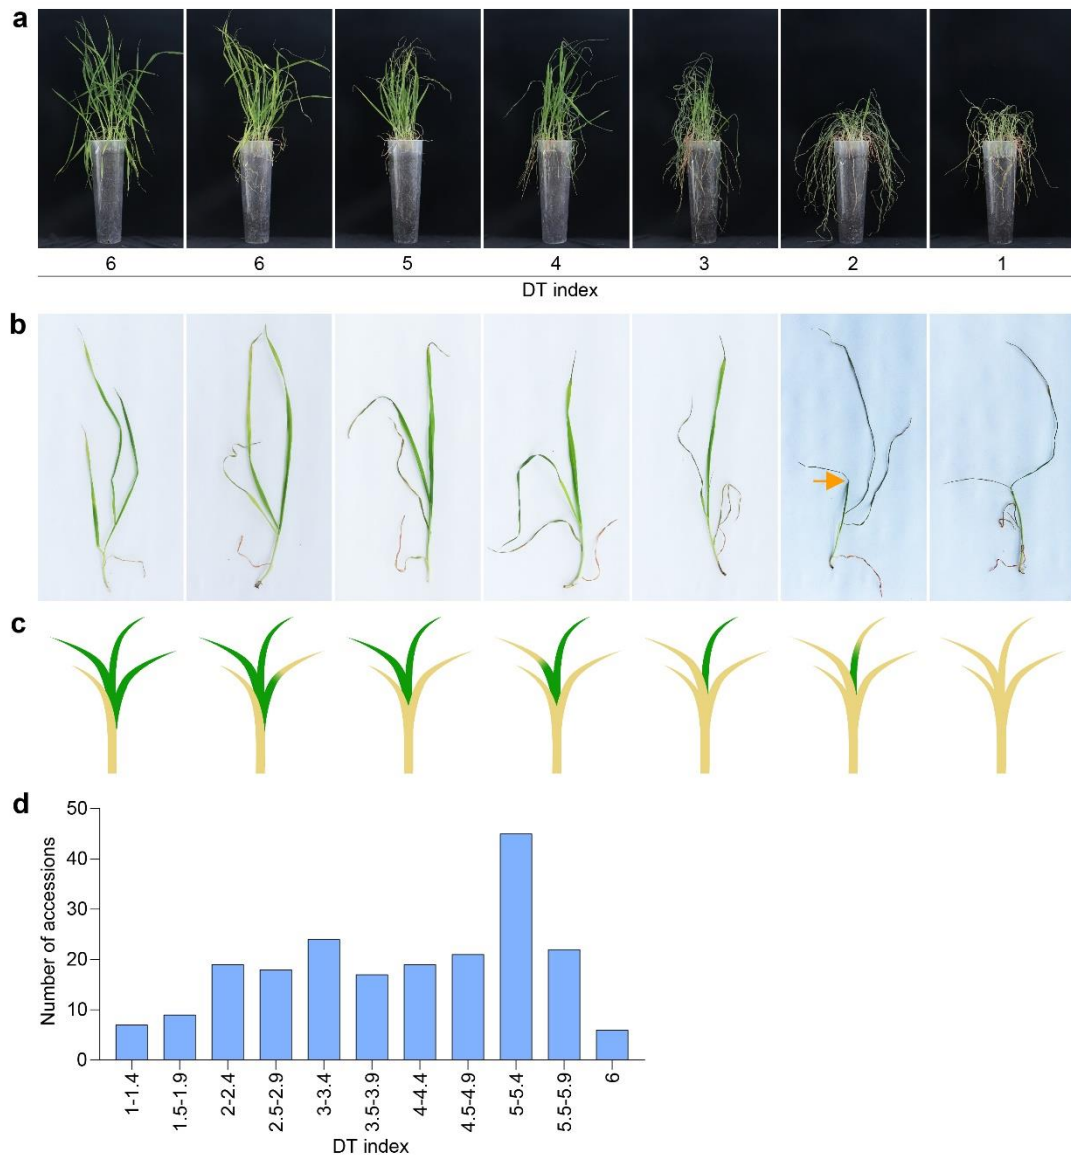 a
6 6 5 4 3 2 1
DT index
b
c
d
Number of accessions
50
40
30
20
10
0
1-1.4 1.5-1.9 2-2.4 2.5-2.9 3-3.4 3.5-3.9 4-4.4 4.5-4.9 5-5.4 5.5-5.9 6
DT index